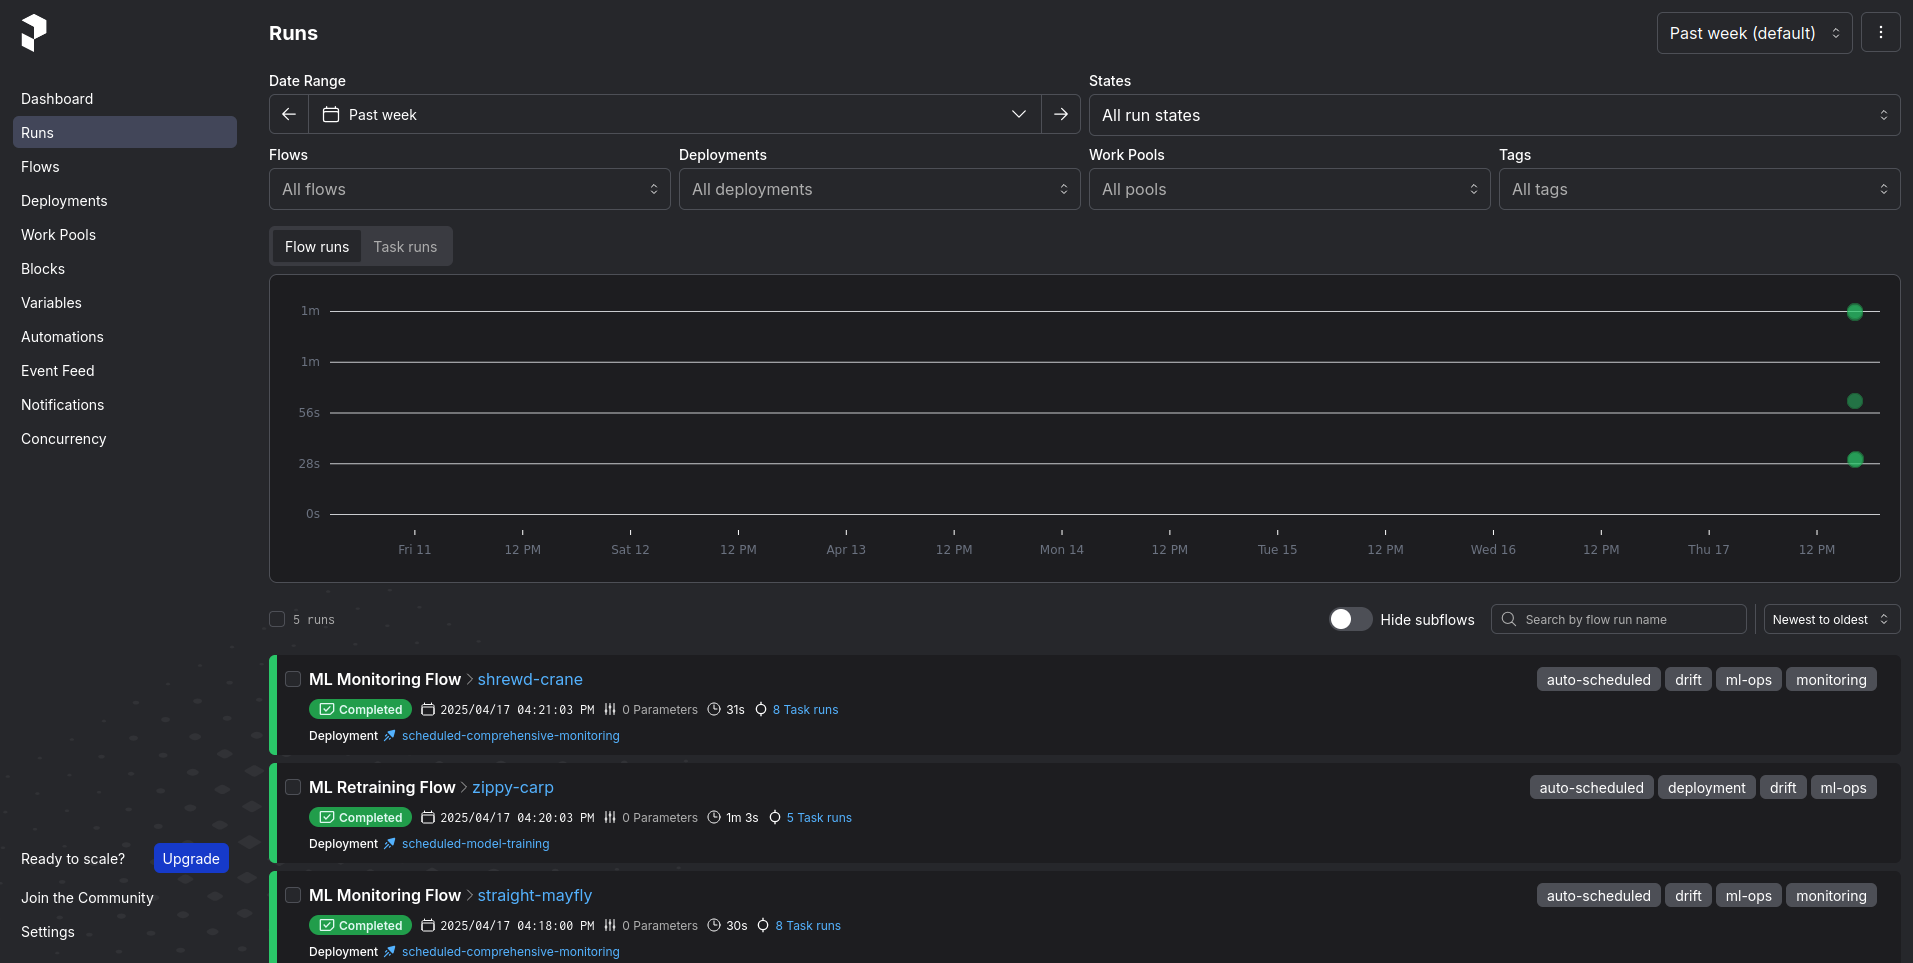 Runs
Past week (default)
Dashboard
Runs
Flows
Deployments
Work Pools
Blocks
Variables
Automations
Event Feed
Notifications
Concurrency
Ready to scale? Upgrade
Join the Community
Settings
Date Range
Past week
States
All run states
Flows
All flows
Deployments
All deployments
Work Pools
All pools
Tags
All tags
Flow runs Task runs
1m
1m
56s
28s
0s
Fri 11 12 PM Sat 12 12 PM Apr 13 12 PM Mon 14 12 PM Tue 15 12 PM Wed 16 12 PM Thu 17 12 PM
5 runs
Hide subflows
Search by flow run name
Newest to oldest
ML Monitoring Flow > shrewd-crane
auto-scheduled drift ml-ops monitoring
Completed 2025/04/17 04:21:03 PM 0 Parameters 31s 8 Task runs
Deployment scheduled-comprehensive-monitoring
ML Retraining Flow > zippy-carp
auto-scheduled deployment drift ml-ops
Completed 2025/04/17 04:20:03 PM 0 Parameters 1m 3s 5 Task runs
Deployment scheduled-model-training
ML Monitoring Flow > straight-mayfly
auto-scheduled drift ml-ops monitoring
Completed 2025/04/17 04:18:00 PM 0 Parameters 30s 8 Task runs
Deployment scheduled-comprehensive-monitoring